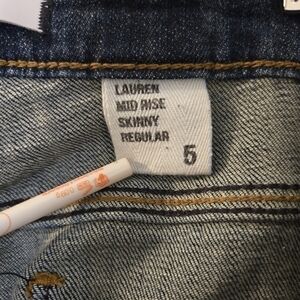 LAUREN
MID RISE
SKINNY
REGULAR
5